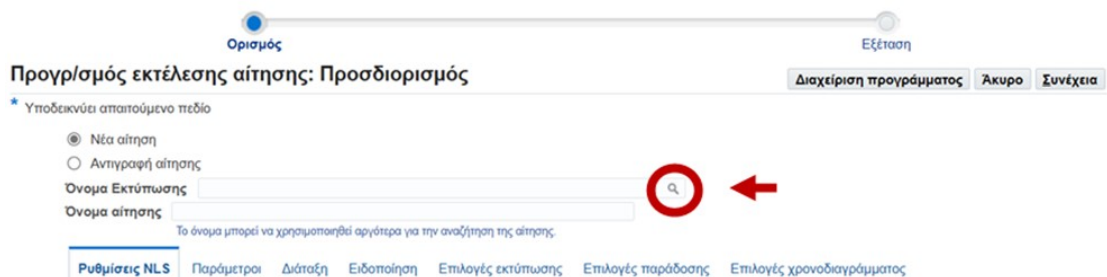 Ορισμός Εξέταση
Προγρ/σμός εκτέλεσης αίτησης: Προσδιορισμός Διαχείριση προγράμματος Άκυρο Συνέχεια
* Υποδεικνύει απαιτούμενο πεδίο
Νέα αίτηση
Αντιγραφή αίτησης
Όνομα Εκτύπωσης
Όνομα αίτησης
Το όνομα μπορεί να χρησιμοποιηθεί αργότερα για την αναζήτηση της αίτησης.
Ρυθμίσεις NLS Παράμετροι Διάταξη Ειδοποίηση Επιλογές εκτύπωσης Επιλογές παράδοσης Επιλογές χρονοδιαγράμματος